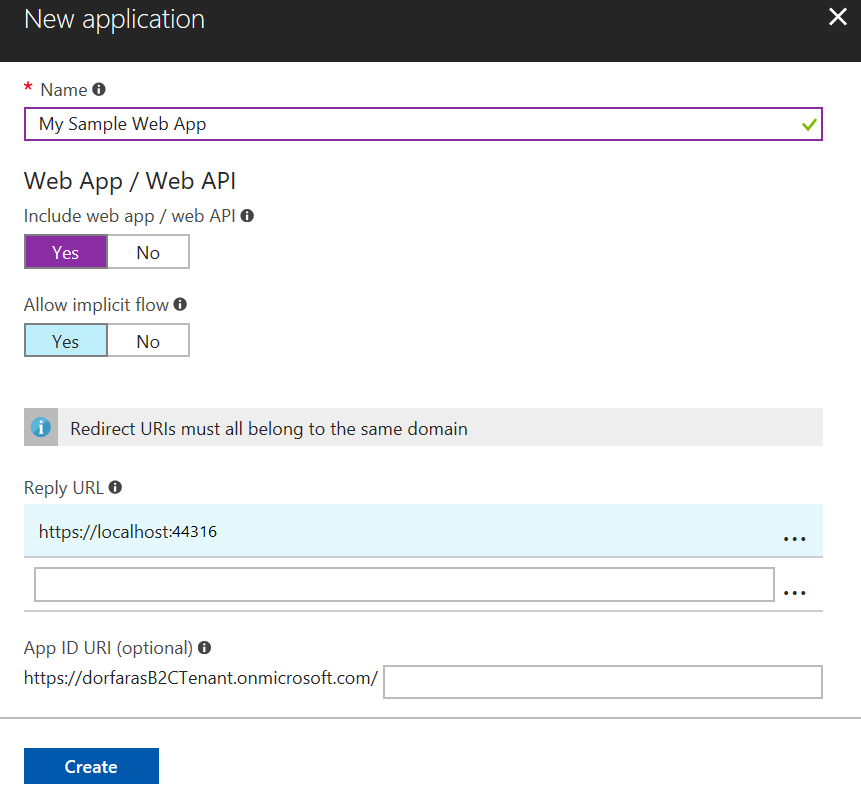 New application
* Name
My Sample Web App
Web App / Web API
Include web app / web API
Yes No
Allow implicit flow
Yes No
Redirect URIs must all belong to the same domain
Reply URL
https://localhost:44316
...
...
App ID URI (optional)
https://dorfarasB2CTenant.onmicrosoft.com/
Create